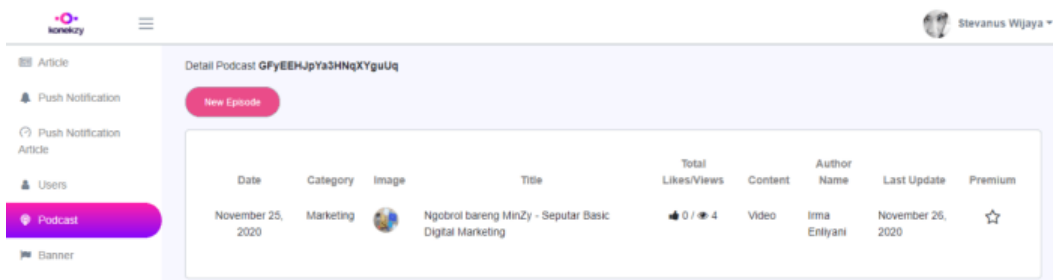 konekzy
Stevanus Wijaya
Article
Push Notification
Push Notification
Article
Users
Podcast
Banner
Detail Podcast GFyEEHJpYa3HNqXYguUq
New Episode
Date Category Image Title Total Likes/Views Content Author Name Last Update Premium
November 25, 2020 Marketing Ngobrol bareng MinZy - Seputar Basic Digital Marketing 0 / 4 Video Irma Enliyani November 26, 2020